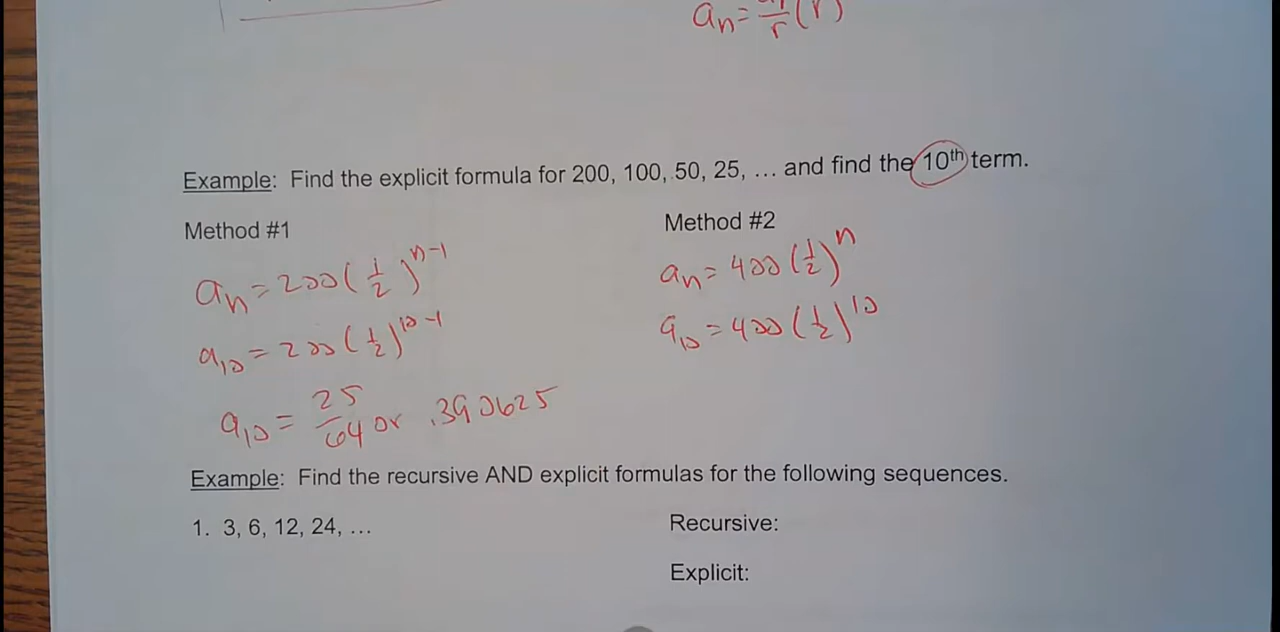 aₙ = a₁/r (r)
Example: Find the explicit formula for 200, 100, 50, 25, … and find the 10ᵗʰ term.
Method #1
Method #2
aₙ = 200(1/2)ⁿ⁻¹
aₙ = 400(1/2)ⁿ
a₁₀ = 200(1/2)¹⁰⁻¹
a₁₀ = 400(1/2)¹⁰
a₁₀ = 25/64 or .390625
Example: Find the recursive AND explicit formulas for the following sequences.
1. 3, 6, 12, 24, …
Recursive:
Explicit: